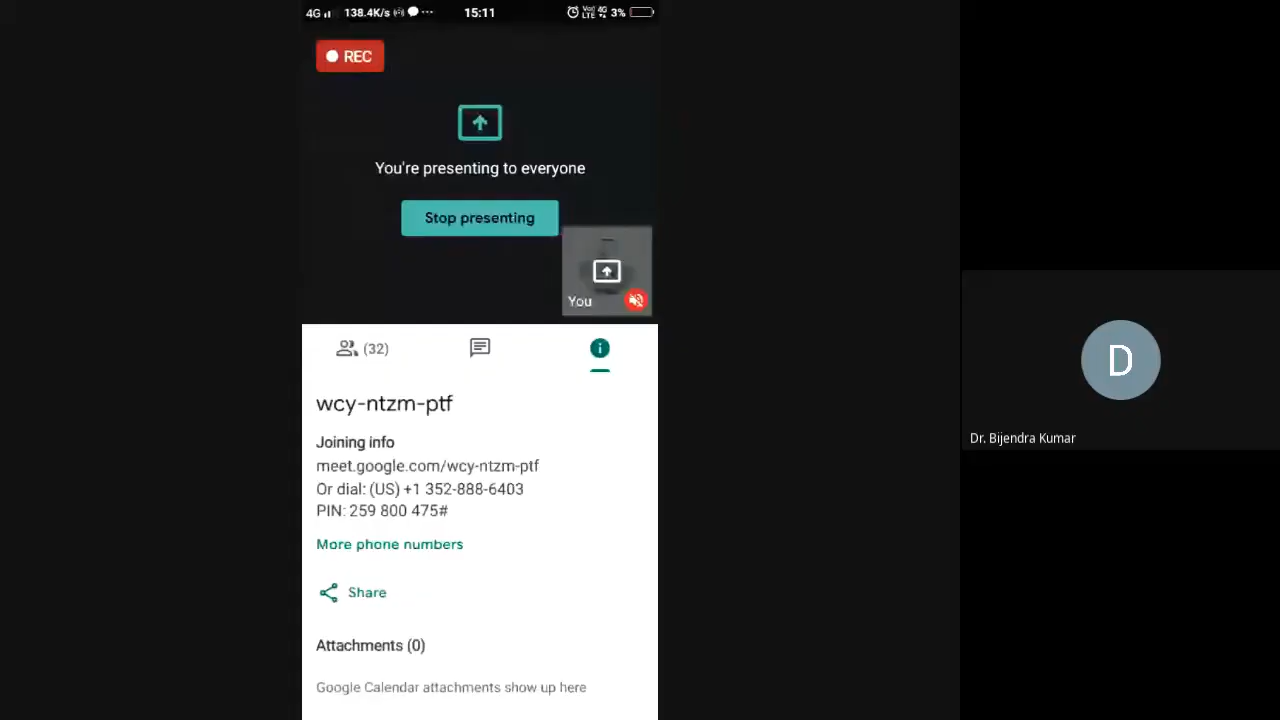 4G 138.4K/s ... 15:11 VoLTE 4G 3%
REC
You're presenting to everyone
Stop presenting
You
(32)
wcy-ntzm-ptf
Joining info
meet.google.com/wcy-ntzm-ptf
Or dial: (US) +1 352-888-6403
PIN: 259 800 475#
More phone numbers
Share
Attachments (0)
Google Calendar attachments show up here
D
Dr. Bijendra Kumar